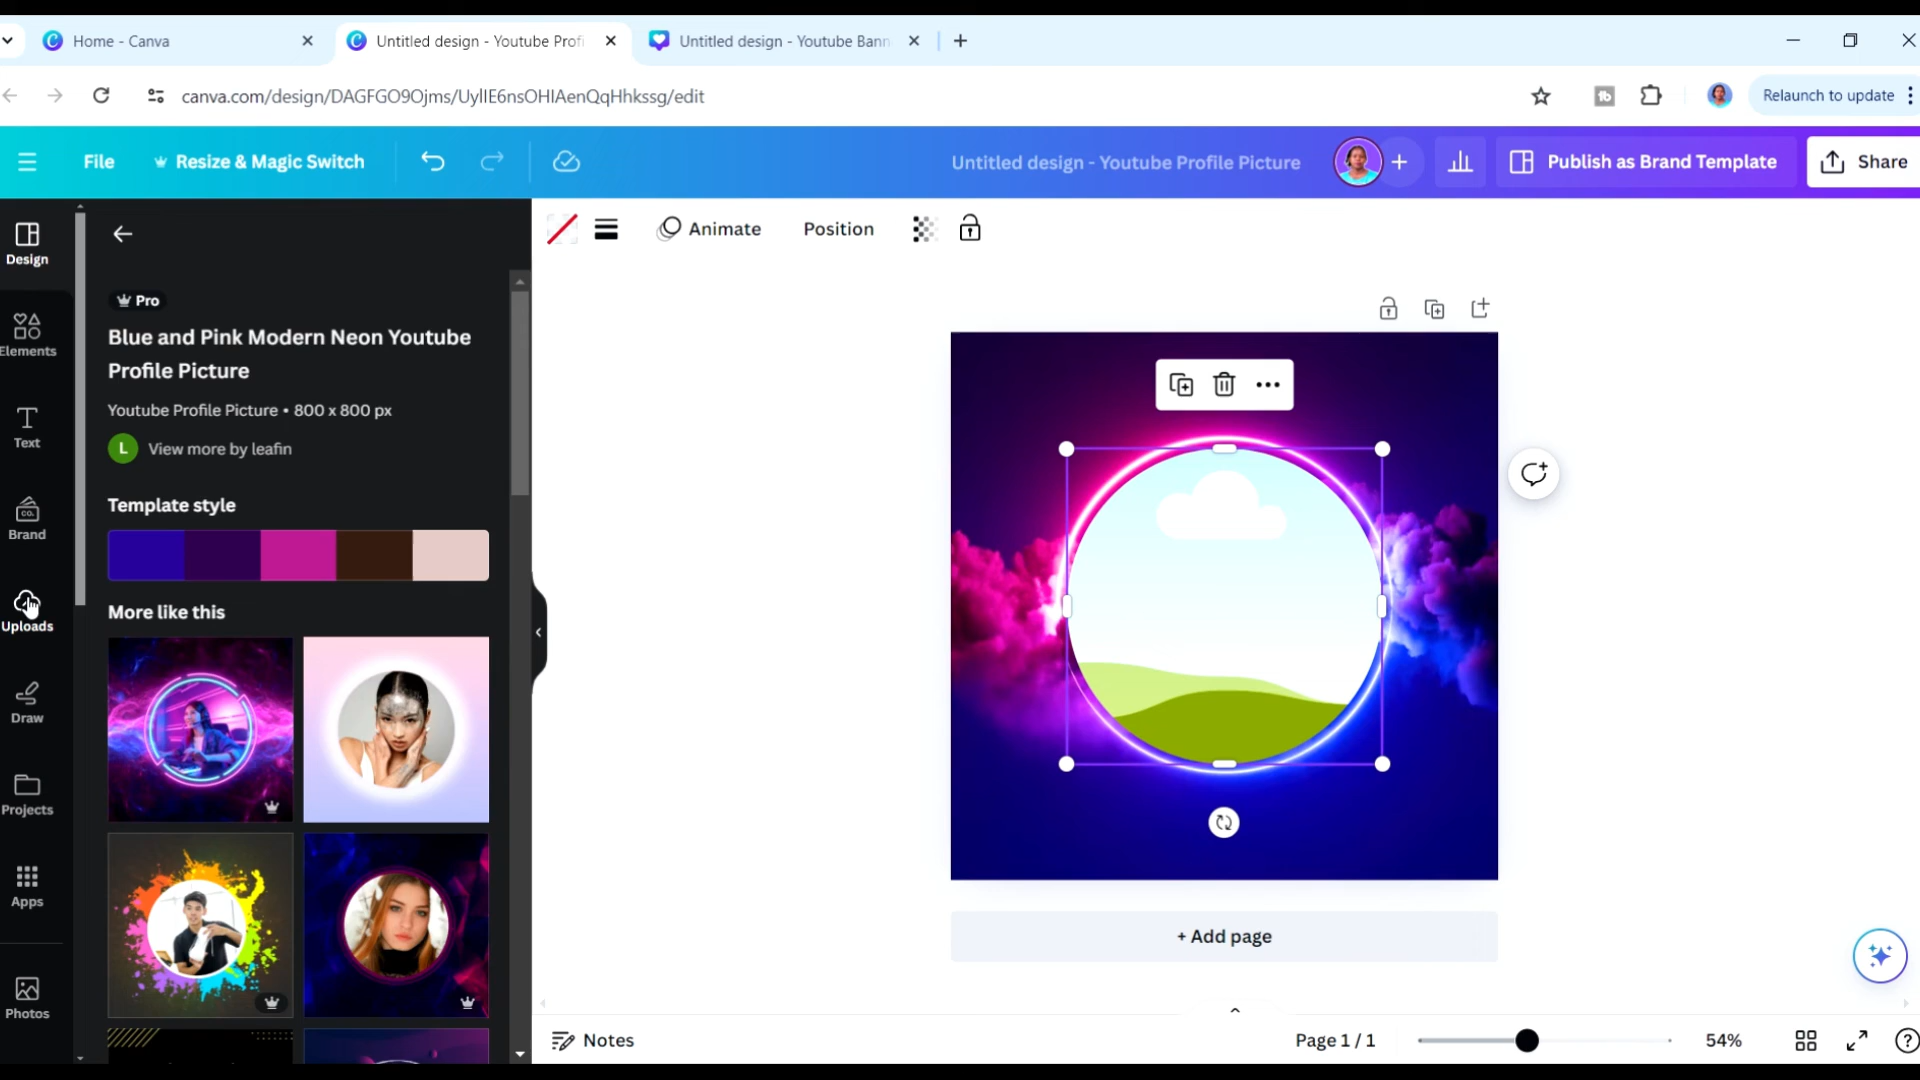 Home - Canva
Untitled design - Youtube Profi
Untitled design - Youtube Bann
canva.com/design/DAGFGO9Ojms/UyllE6nsOHIAenQqHhkssg/edit
Relaunch to update
File
Resize & Magic Switch
Untitled design - Youtube Profile Picture
Publish as Brand Template
Share
Design
Elements
Text
Brand
Uploads
Draw
Projects
Apps
Photos
Pro
Blue and Pink Modern Neon Youtube
Profile Picture
Youtube Profile Picture • 800 x 800 px
L
View more by leafin
Template style
More like this
Animate
Position
+ Add page
Notes
Page 1 / 1
54%